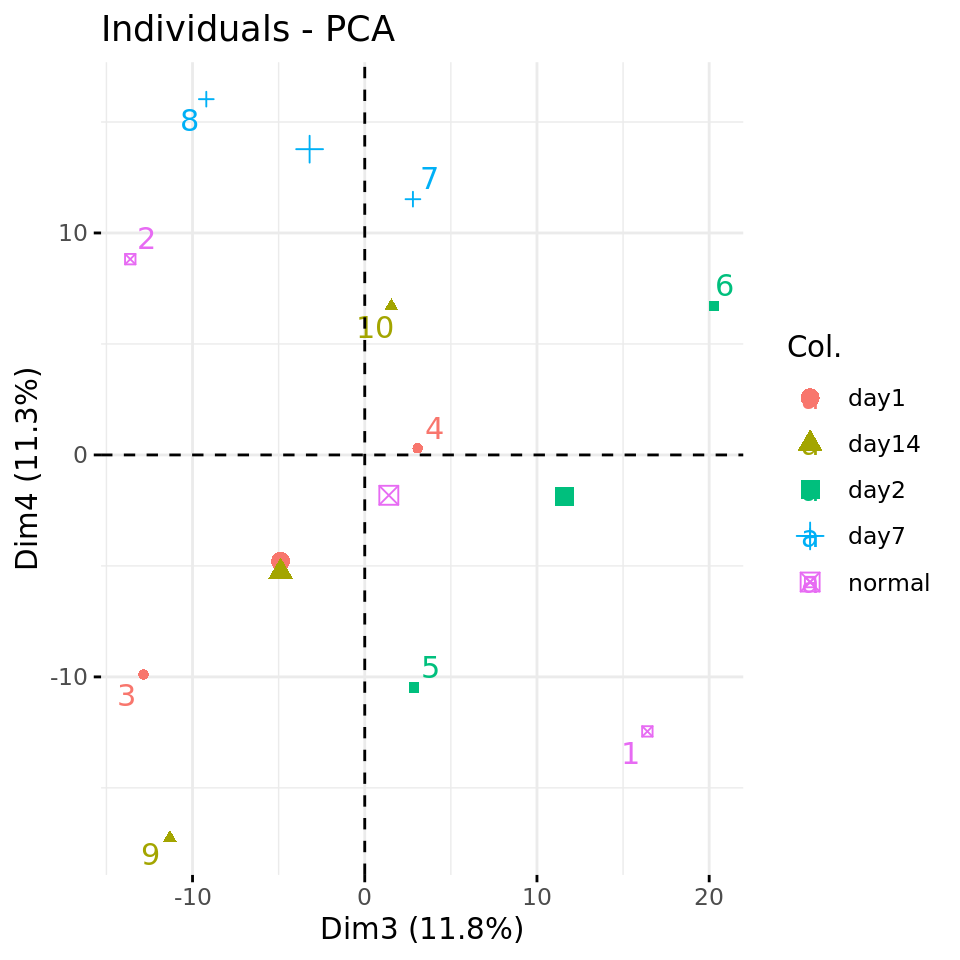 Individuals - PCA
8
7
2
10
6
10
4
0
5
-10
3
1
9
-10
0
10
20
Dim3 (11.8%)
Dim4 (11.3%)
Col.
a day1
a day14
a day2
a day7
a normal